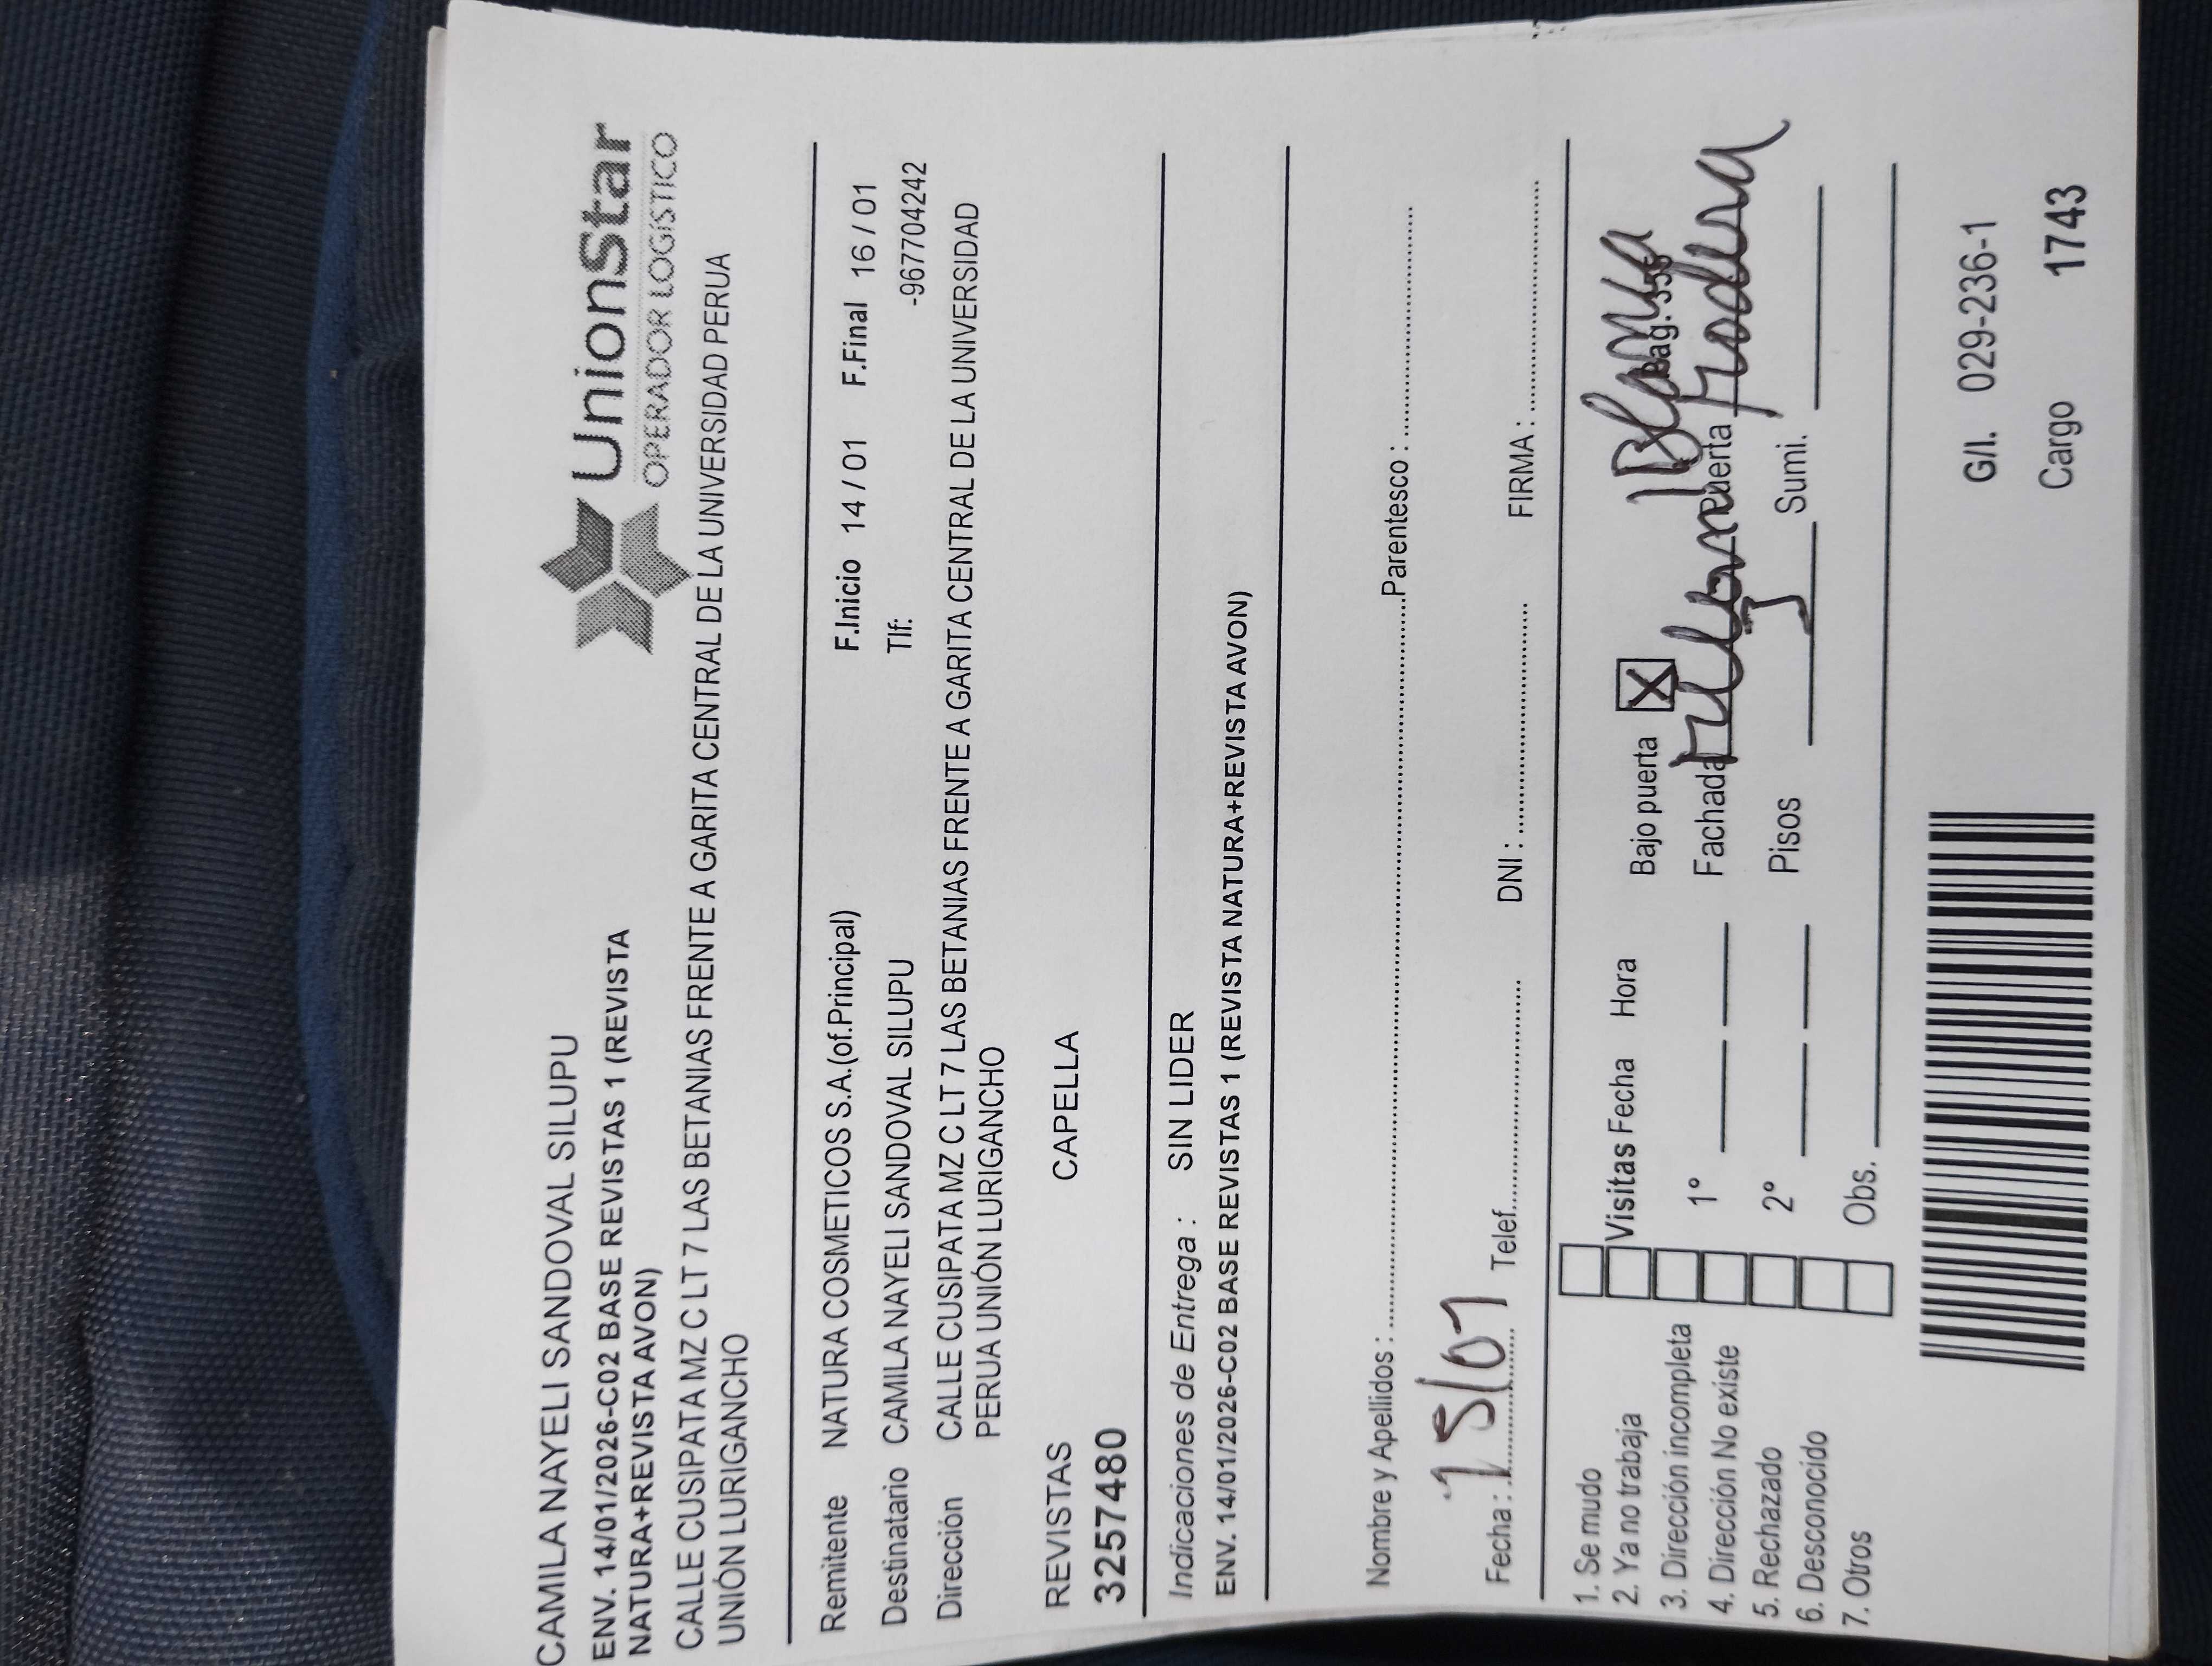 CAMILA NAYELI SANDOVAL SILUPU
ENV. 14/01/2026-C02 BASE REVISTAS 1 (REVISTA
NATURA+REVISTA AVON)
UnionStar
OPERADOR LOGÍSTICO
CALLE CUSIPATA MZ C LT 7 LAS BETANIAS FRENTE A GARITA CENTRAL DE LA UNIVERSIDAD PERUA
UNIÓN LURIGANCHO
Remitente NATURA COSMETICOS S.A.(of.Principal) F.Inicio 14 / 01 F.Final 16 / 01
Destinatario CAMILA NAYELI SANDOVAL SILUPU Tlf: -967704242
Dirección CALLE CUSIPATA MZ C LT 7 LAS BETANIAS FRENTE A GARITA CENTRAL DE LA UNIVERSIDAD
PERUA UNIÓN LURIGANCHO
REVISTAS CAPELLA
3257480
Indicaciones de Entrega : SIN LIDER
ENV. 14/01/2026-C02 BASE REVISTAS 1 (REVISTA NATURA+REVISTA AVON)
Nombre y Apellidos : Parentesco :
Fecha : 15/01 Telef. DNI : FIRMA :
1. Se mudo
2. Ya no trabaja
3. Dirección incompleta
4. Dirección No existe
5. Rechazado
6. Desconocido
7. Otros
Visitas Fecha Hora
1º
2º
Obs.
Bajo puerta X 1 Blanca
Fachada Puerta
Pisos Sumi.
G/I. 029-236-1
Cargo 1743